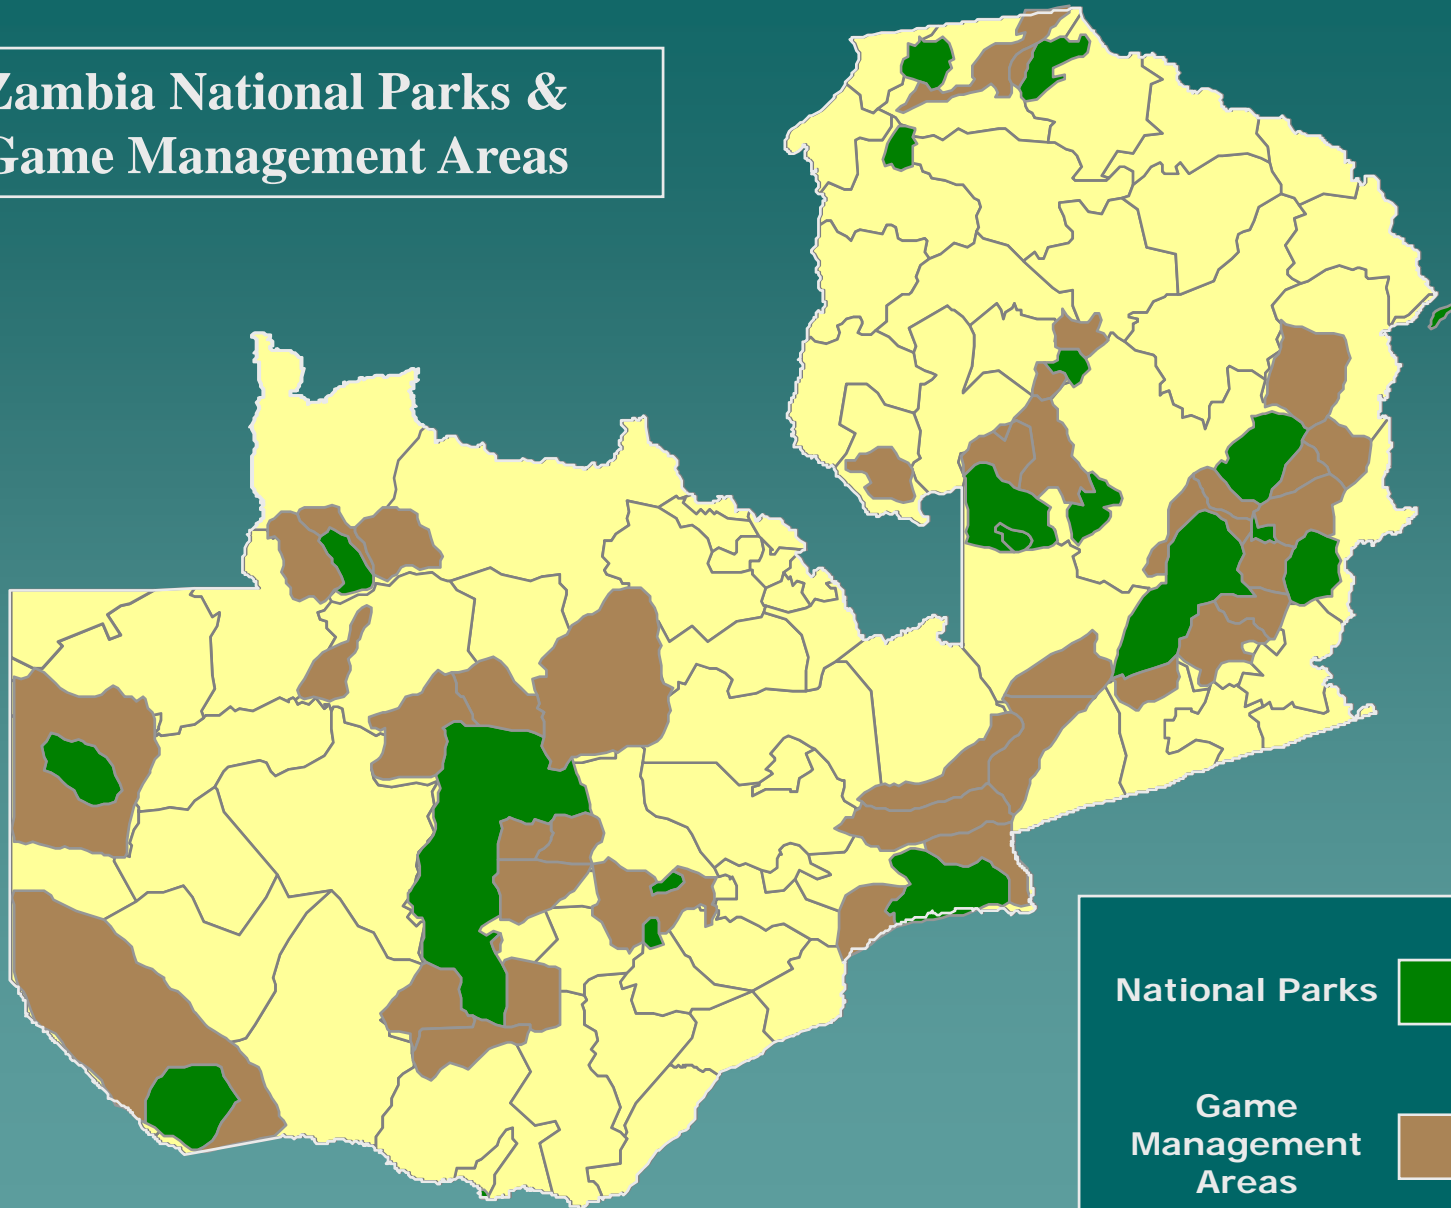 Zambia National Parks &
Game Management Areas
National Parks
Game
Management
Areas